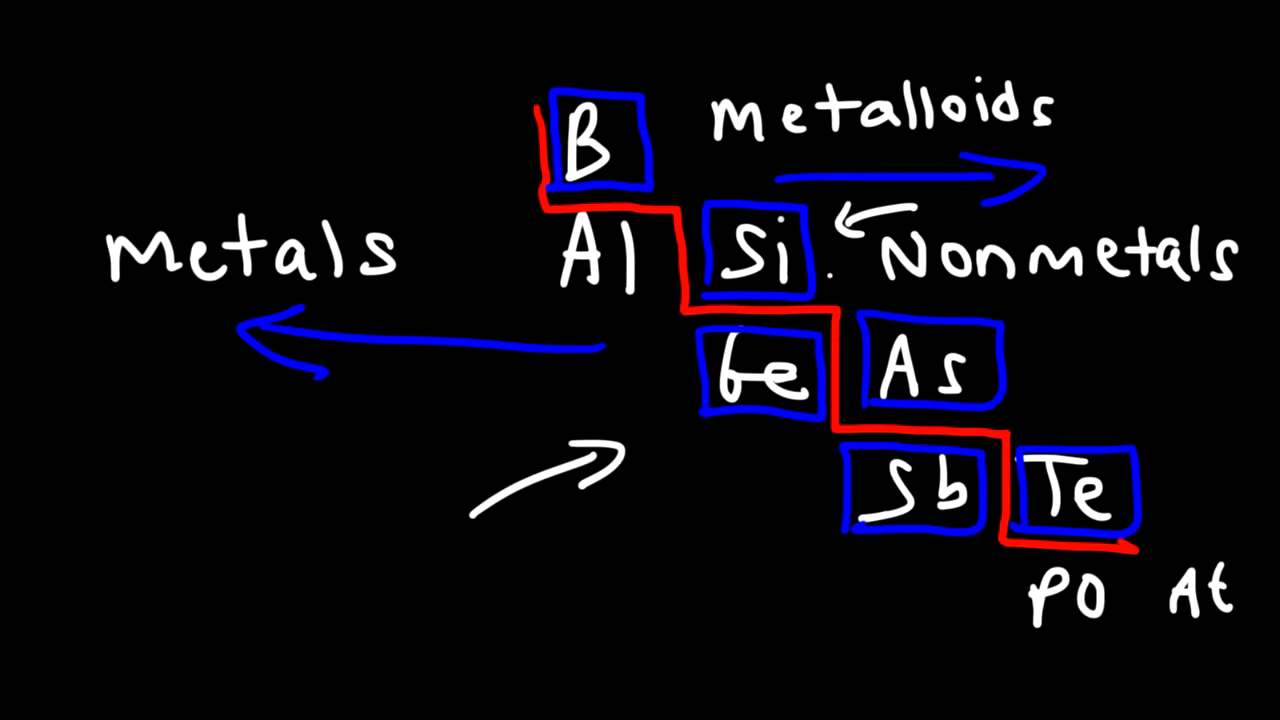 B metalloids
Metals Al Si Nonmetals
Ge As
Sb Te
PO At